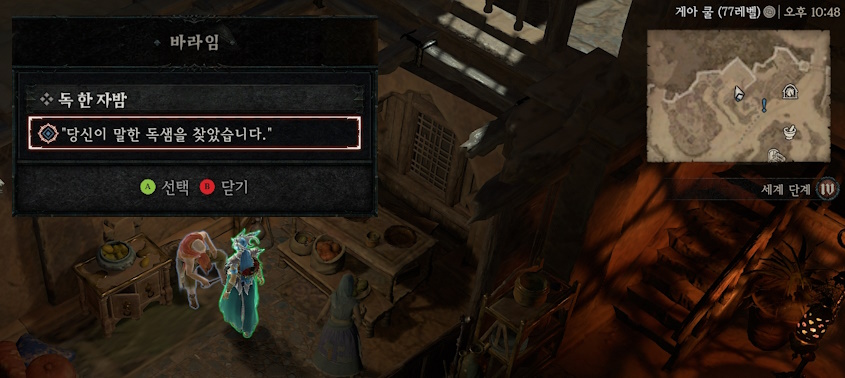 바라임
독 한 자밤
"당신이 말한 독샘을 찾았습니다."
A 선택 B 닫기
게아 쿨 (77레벨) | 오후 10:48
세계 단계 IV